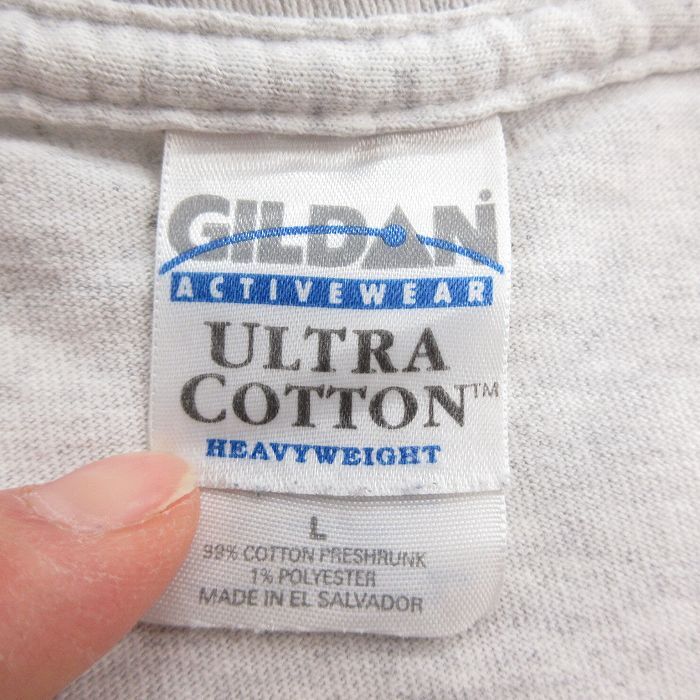 GILDAN
ACTIVEWEAR
ULTRA
COTTON™
HEAVYWEIGHT
L
99% COTTON PRESHRUNK
1% POLYESTER
MADE IN EL SALVADOR